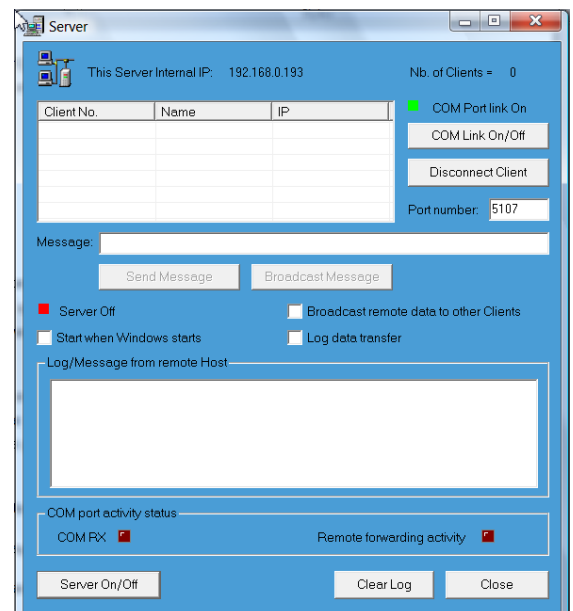 Server
This Server Internal IP: 192.168.0.193 Nb. of Clients = 0
Client No. Name IP
COM Port link On
COM Link On/Off
Disconnect Client
Port number: 5107
Message:
Send Message Broadcast Message
Server Off Broadcast remote data to other Clients
Start when Windows starts Log data transfer
Log/Message from remote Host
COM port activity status
COM RX Remote forwarding activity
Server On/Off Clear Log Close